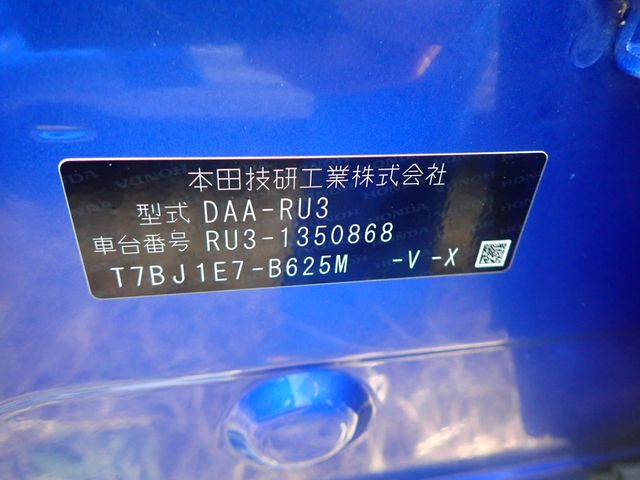 本田技研工業株式会社
型式 DAA-RU3
車台番号 RU3-1350868
T7BJ1E7-B625M -V -X